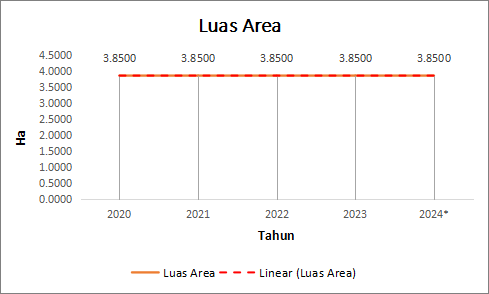 Luas Area
3.8500 3.8500 3.8500 3.8500 3.8500
4.5000
4.0000
3.5000
3.0000
2.5000
2.0000
1.5000
1.0000
0.5000
0.0000
Ha
2020 2021 2022 2023 2024*
Tahun
Luas Area Linear (Luas Area)